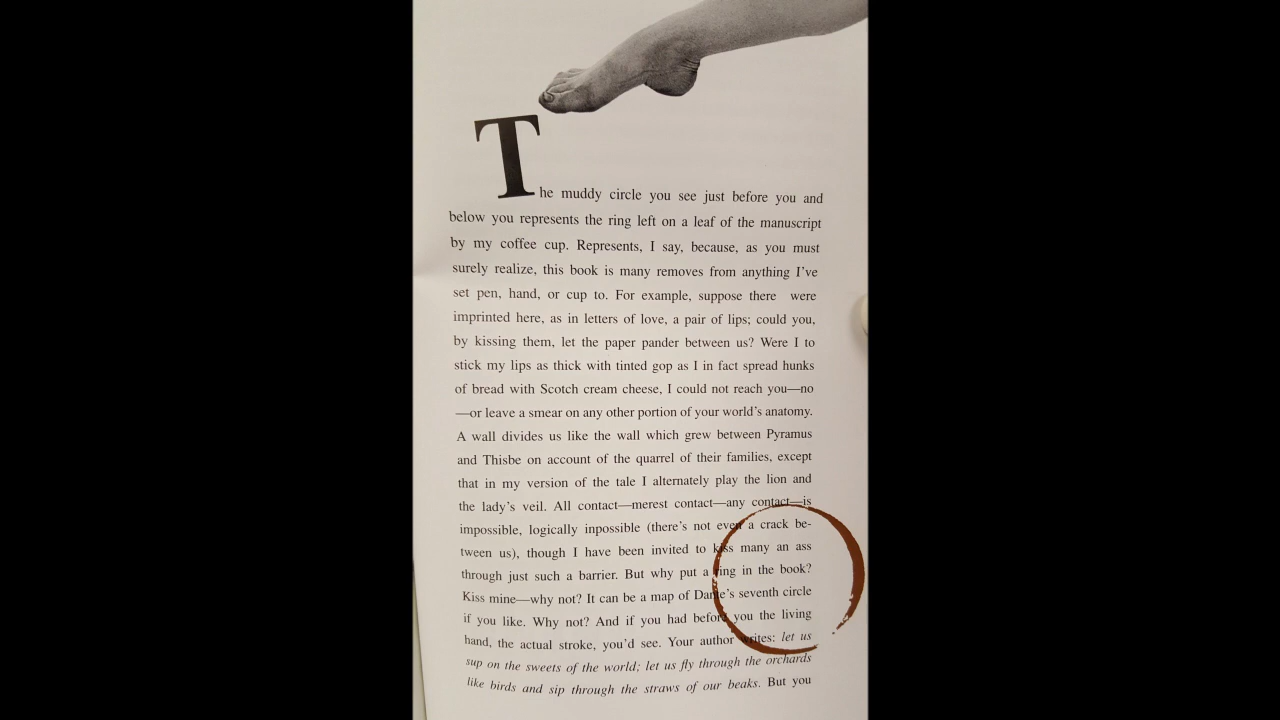 The muddy circle you see just before you and
below you represents the ring left on a leaf of the manuscript
by my coffee cup. Represents, I say, because, as you must
surely realize, this book is many removes from anything I've
set pen, hand, or cup to. For example, suppose there were
imprinted here, as in letters of love, a pair of lips; could you,
by kissing them, let the paper pander between us? Were I to
stick my lips as thick with tinted gop as I in fact spread hunks
of bread with Scotch cream cheese, I could not reach you—no
—or leave a smear on any other portion of your world's anatomy.
A wall divides us like the wall which grew between Pyramus
and Thisbe on account of the quarrel of their families, except
that in my version of the tale I alternately play the lion and
the lady's veil. All contact—merest contact—any contact—is
impossible, logically inpossible (there's not even a crack be-
tween us), though I have been invited to kiss many an ass
through just such a barrier. But why put a ring in the book?
Kiss mine—why not? It can be a map of Dante's seventh circle
if you like. Why not? And if you had before you the living
hand, the actual stroke, you'd see. Your author writes: let us
sup on the sweets of the world; let us fly through the orchards
like birds and sip through the straws of our beaks. But you